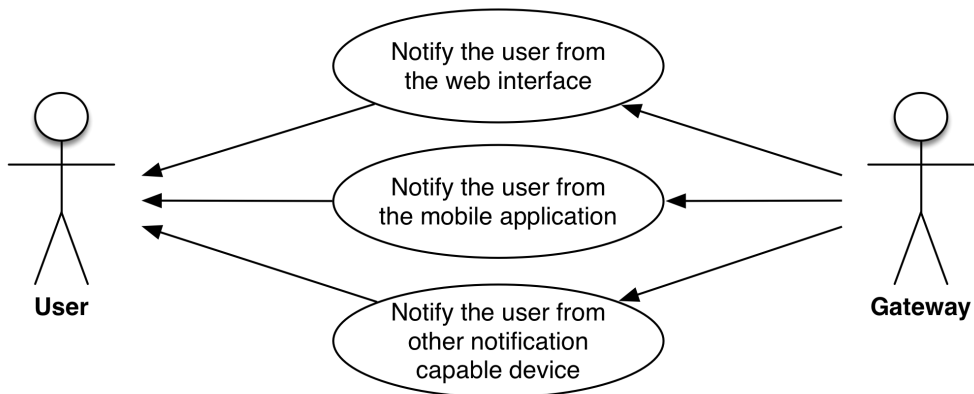 Notify the user from
the web interface
Notify the user from
the mobile application
User
Gateway
Notify the user from
other notification
capable device